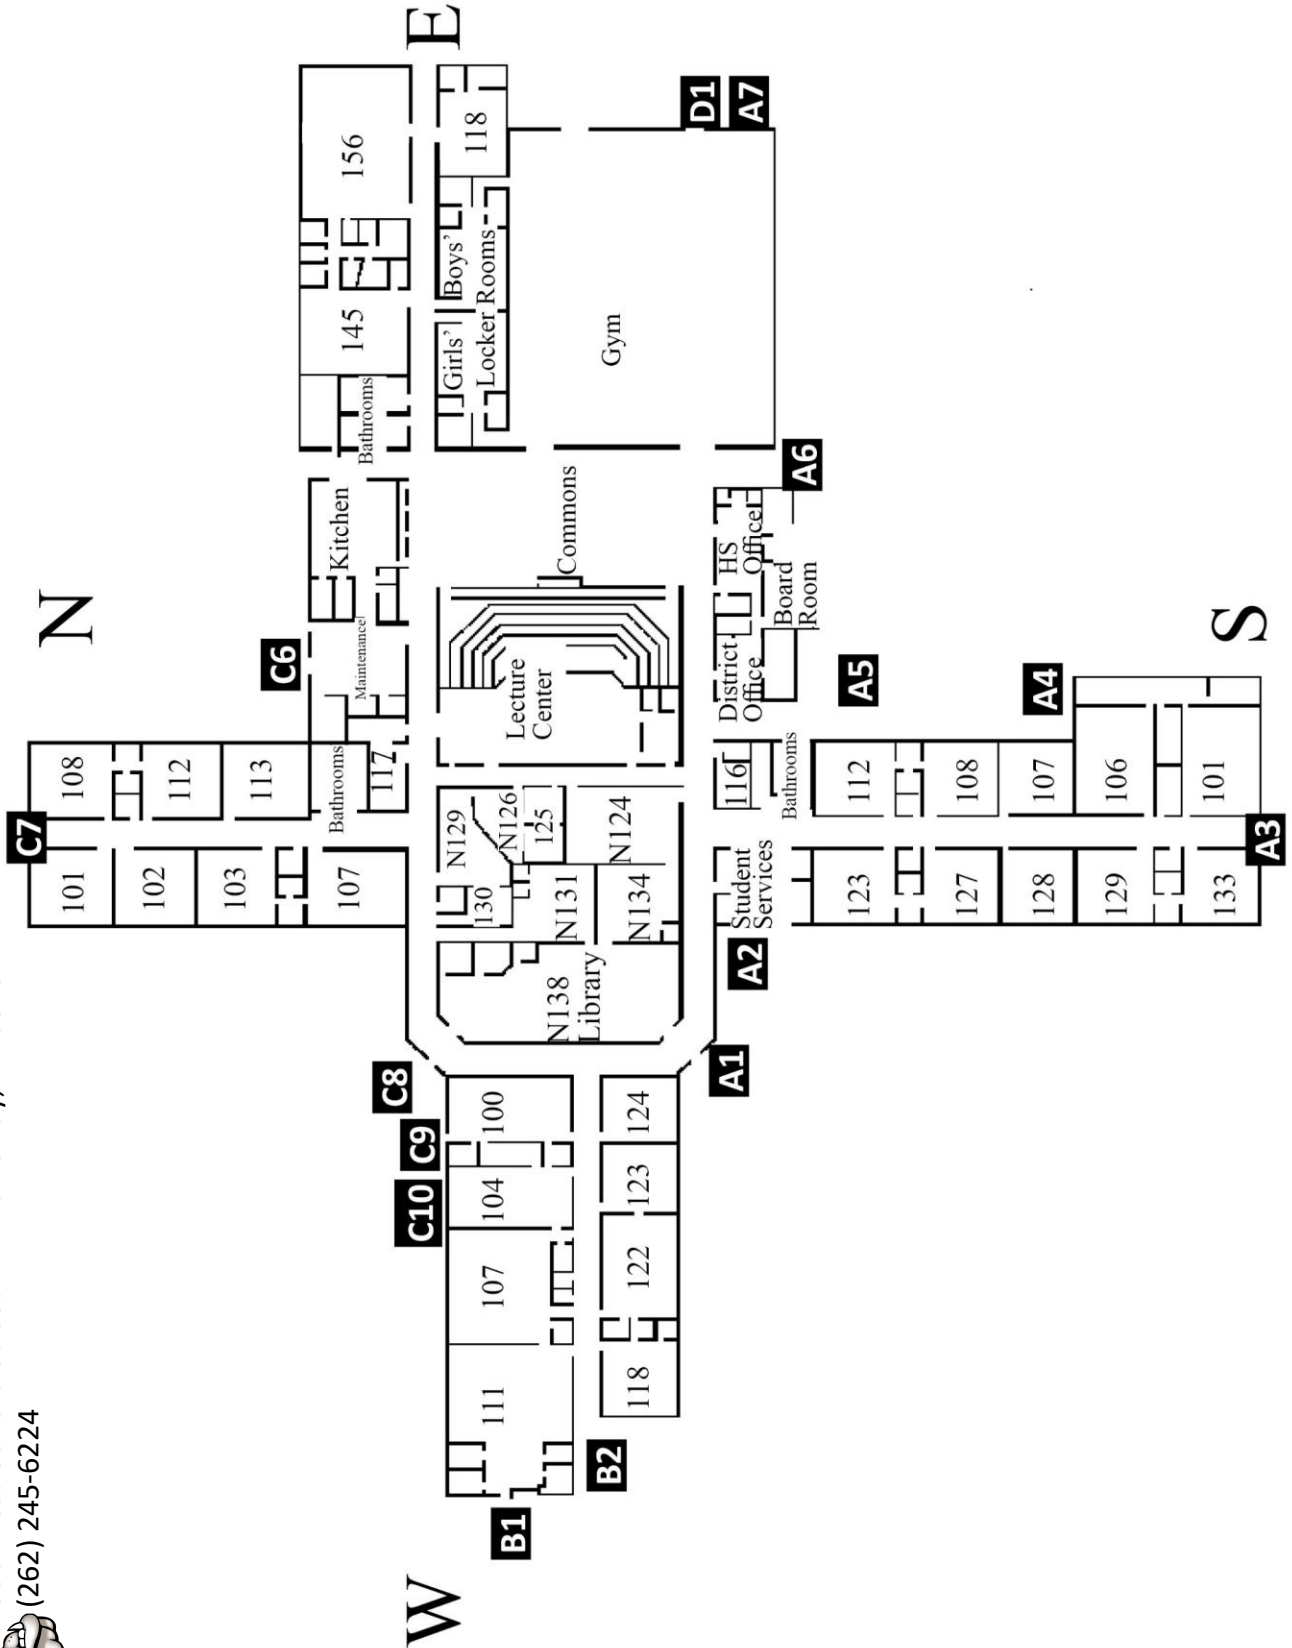 (262) 245-6224
C7
N
101
108
102
112
103
113
C6
107
Bathrooms
117
Maintenance
Kitchen
Bathrooms
145
156
W
E
C10
C9
C8
B1
111
107
104
100
N129
130
N126
125
N131
N138
Library
N134
N124
Lecture
Center
Commons
Girls'
Boys'
Locker Rooms
118
Gym
B2
118
122
123
124
A1
A2
Student
Services
116
District
Office
HS
Office
Board
Room
A6
D1
A7
Bathrooms
A5
123
112
127
108
128
107
A4
129
106
133
101
A3
S